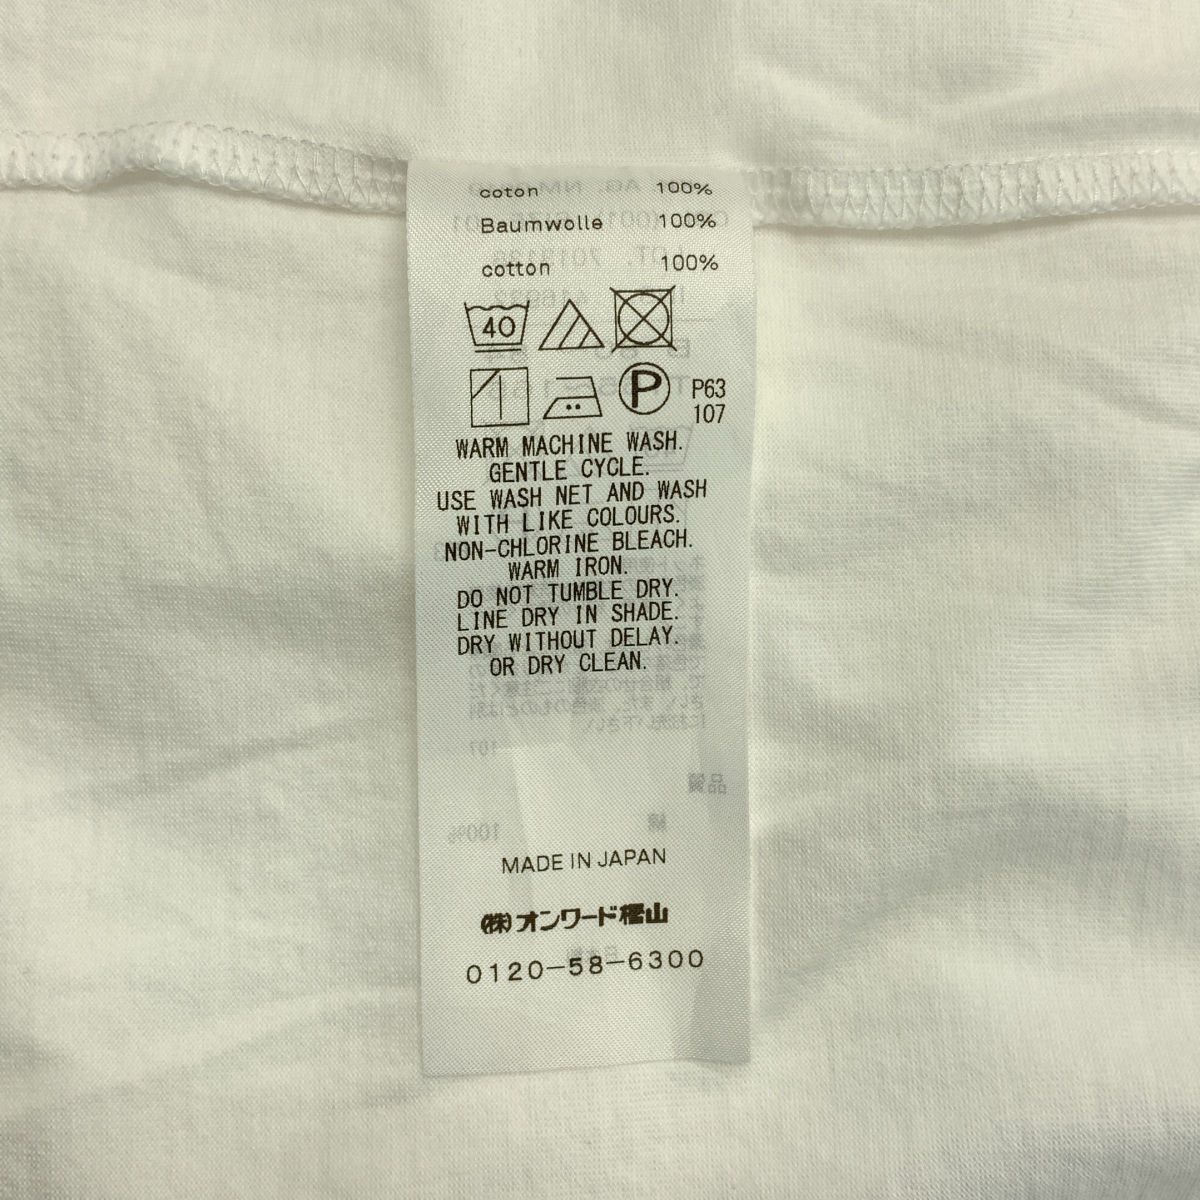 coton 100%
Baumwolle 100%
cotton 100%
40
P P63
107
WARM MACHINE WASH.
GENTLE CYCLE.
USE WASH NET AND WASH
WITH LIKE COLOURS.
NON-CHLORINE BLEACH.
WARM IRON.
DO NOT TUMBLE DRY.
LINE DRY IN SHADE.
DRY WITHOUT DELAY.
OR DRY CLEAN.
MADE IN JAPAN
㈱オンワード樫山
0120-58-6300